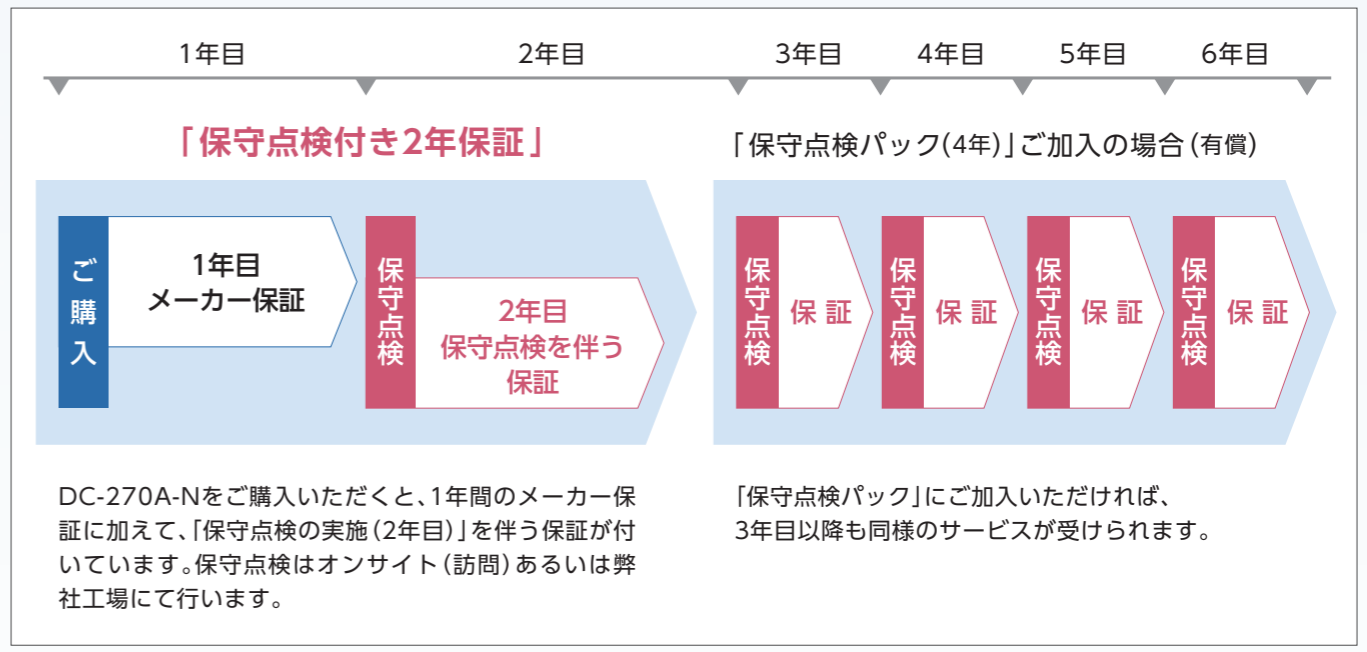 1年目
2年目
3年目
4年目
5年目
6年目
「保守点検付き2年保証」
「保守点検パック(4年)」ご加入の場合(有償)
ご購入
1年目
メーカー保証
保守点検
2年目
保守点検を伴う
保証
保守点検
保証
保守点検
保証
保守点検
保証
保守点検
保証
DC-270A-Nをご購入いただくと、1年間のメーカー保
証に加えて、「保守点検の実施(2年目)」を伴う保証が付
いています。保守点検はオンサイト(訪問)あるいは弊
社工場にて行います。
「保守点検パック」にご加入いただければ、
3年目以降も同様のサービスが受けられます。